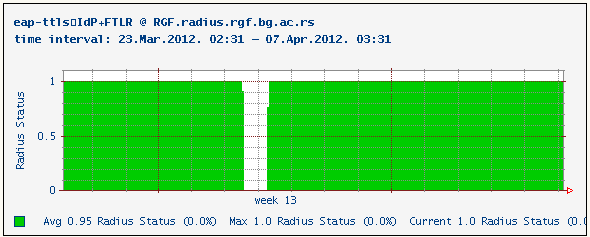 eap-ttls▯IdP+FTLR @ RGF.radius.rgf.bg.ac.rs
time interval: 23.Mar.2012. 02:31 – 07.Apr.2012. 03:31
Radius Status
1
0.5
0
week 13
Avg 0.95 Radius Status (0.0%) Max 1.0 Radius Status (0.0%) Current 1.0 Radius Status (0.0